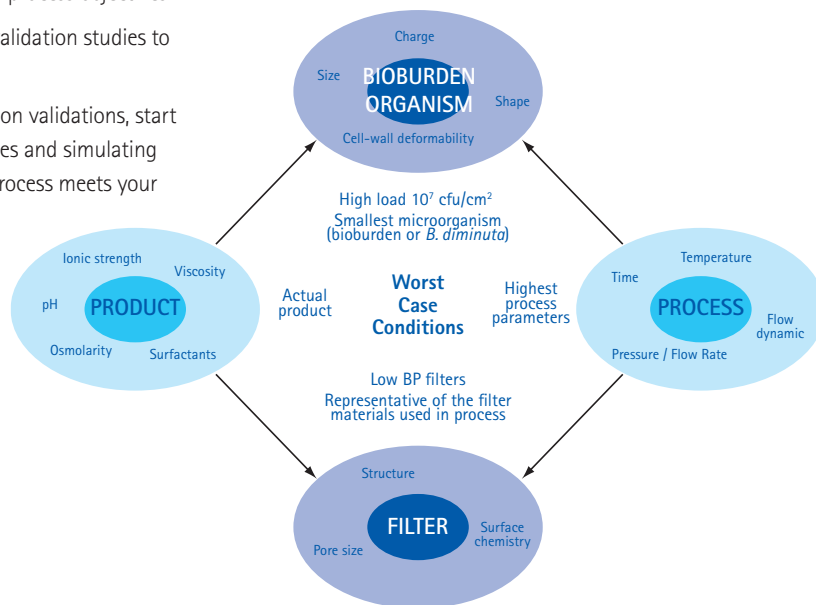 alidation studies to
on validations, start
es and simulating
rocess meets your
Charge
Size
BIOBURDEN
ORGANISM
Shape
Cell-wall deformability
High load 10⁷ cfu/cm²
Smallest microorganism
(bioburden or B. diminuta)
Ionic strength
Viscosity
pH
PRODUCT
Osmolarity
Surfactants
Actual
product
Worst
Case
Conditions
Highest
process
parameters
Temperature
Time
PROCESS
Flow
dynamic
Pressure / Flow Rate
Low BP filters
Representative of the filter
materials used in process
Structure
FILTER
Pore size
Surface
chemistry